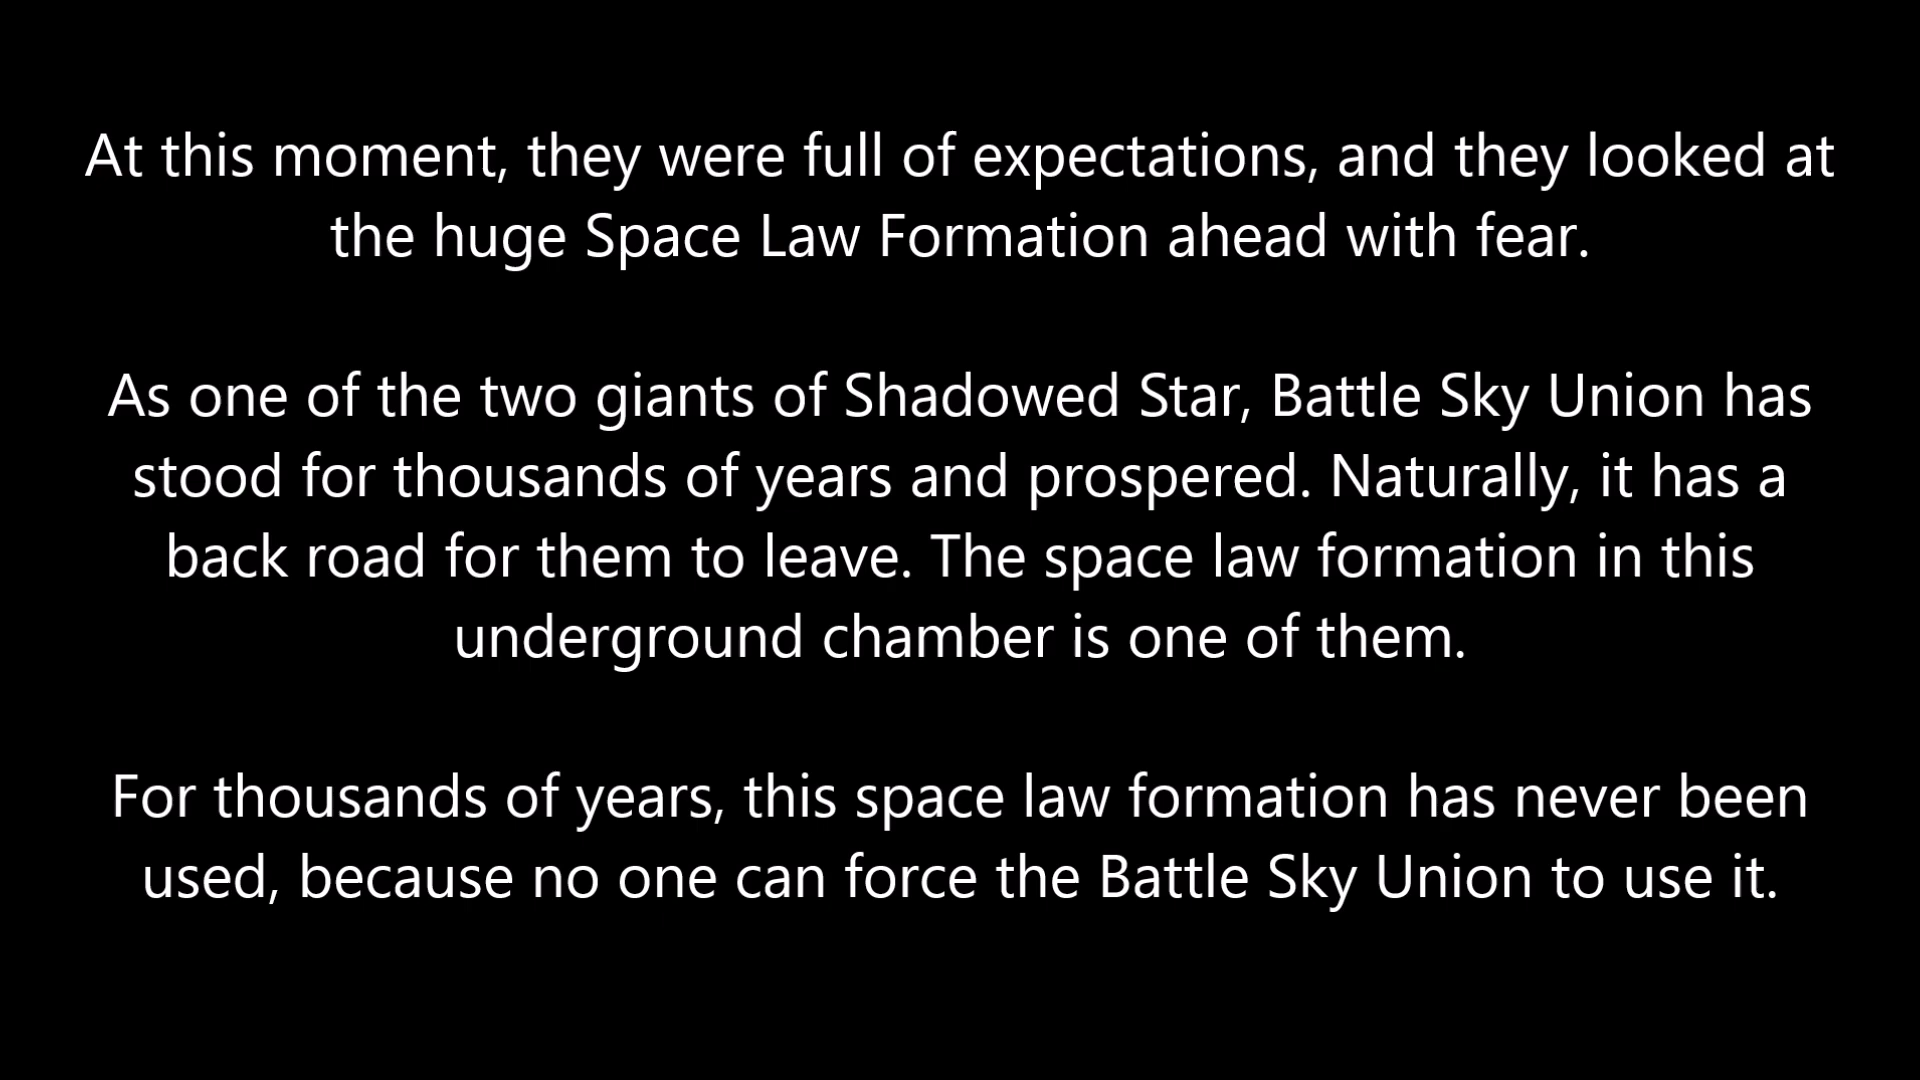 At this moment, they were full of expectations, and they looked at
the huge Space Law Formation ahead with fear.
As one of the two giants of Shadowed Star, Battle Sky Union has
stood for thousands of years and prospered. Naturally, it has a
back road for them to leave. The space law formation in this
underground chamber is one of them.
For thousands of years, this space law formation has never been
used, because no one can force the Battle Sky Union to use it.